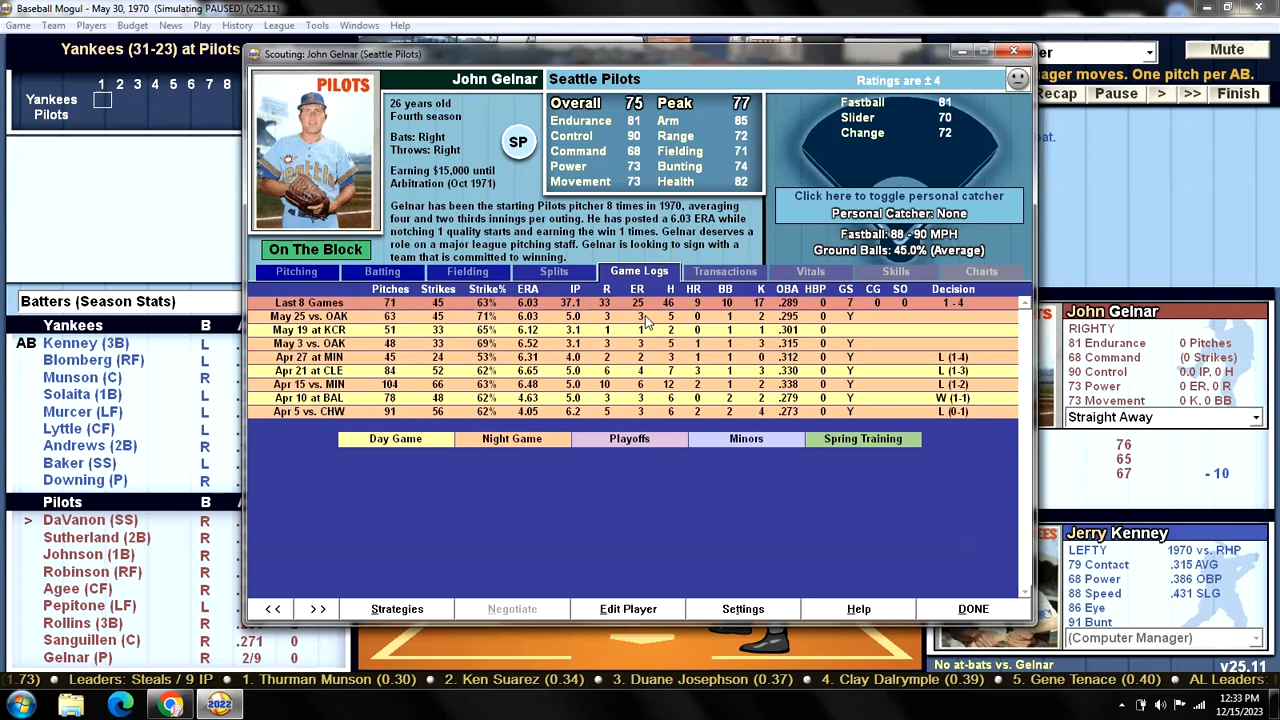 Baseball Mogul - May 30, 1970 (Simulating PAUSED) (v25.11)
Game Team Players Budget News Play History League Tools Windows Help
Yankees (31-23) at Pilots
1 2 3 4 5 6 7 8
Yankees
Pilots
Mute
anager moves. One pitch per AB.
Recap Pause > >> Finish
Scouting: John Gelnar (Seattle Pilots)
PILOTS
John Gelnar
Seattle Pilots
Ratings are ± 4
26 years old
Fourth season
Bats: Right
Throws: Right
Earning $15,000 until
Arbitration (Oct 1971)
SP
Overall 75 Peak 77
Endurance 81 Arm 85
Control 90 Range 72
Command 68 Fielding 71
Power 73 Bunting 74
Movement 73 Health 82
Fastball 81
Slider 70
Change 72
Click here to toggle personal catcher
Personal Catcher: None
Fastball: 88 - 90 MPH
Ground Balls: 45.0% (Average)
Gelnar has been the starting Pilots pitcher 8 times in 1970, averaging
four and two thirds innings per outing. He has posted a 6.03 ERA while
notching 1 quality starts and earning the win 1 times. Gelnar deserves a
role on a major league pitching staff. Gelnar is looking to sign with a
team that is committed to winning.
On The Block
Pitching Batting Fielding Splits Game Logs Transactions Vitals Skills Charts
Pitches Strikes Strike% ERA IP R ER H HR BB K OBA HBP GS CG SO Decision
Last 8 Games 71 45 63% 6.03 37.1 33 25 46 9 10 17 .289 0 7 0 0 1 - 4
May 25 vs. OAK 63 45 71% 6.03 5.0 3 3 5 0 1 2 .295 0 Y
May 19 at KCR 51 33 65% 6.12 3.1 1 1 2 0 1 1 .301 0
May 3 vs. OAK 48 33 69% 6.52 3.1 3 3 5 0 1 3 .315 0 Y
Apr 27 at MIN 45 24 53% 6.31 4.0 2 2 3 1 1 0 .312 0 Y L (1-4)
Apr 21 at CLE 84 52 62% 6.65 5.0 6 4 7 1 1 3 .330 0 Y L (1-3)
Apr 15 vs. MIN 104 66 63% 6.48 5.0 10 6 12 2 1 2 .338 0 Y L (1-2)
Apr 10 at BAL 78 48 62% 4.63 5.0 3 3 6 2 2 2 .279 0 Y W (1-1)
Apr 5 vs. CHW 91 56 62% 4.05 6.2 5 3 6 2 2 4 .273 0 Y L (0-1)
Day Game Night Game Playoffs Minors Spring Training
<< >> Strategies Negotiate Edit Player Settings Help DONE
Batters (Season Stats)
Yankees B
AB Kenney (3B) L
Blomberg (RF) L
Munson (C) R
Solaita (1B) L
Murcer (LF) L
Lyttle (CF) L
Andrews (2B) R
Baker (SS) L
Downing (P) R
Pilots B
> DaVanon (SS) R
Sutherland (2B) R
Johnson (1B) R
Robinson (RF) R
Agee (CF) R
Pepitone (LF) L
Rollins (3B) R
Sanguillen (C) R .271 0
Gelnar (P) R 2/9 0
John Gelnar
RIGHTY
81 Endurance 0 Pitches
68 Command (0 Strikes)
90 Control 0.0 IP, 0 H
73 Power 0 ER, 0 R
73 Movement 0 K, 0 BB
Straight Away
76
65
67 - 10
Jerry Kenney
LEFTY 1970 vs. RHP
79 Contact .315 AVG
68 Power .386 OBP
88 Speed .431 SLG
86 Eye
91 Bunt
(Computer Manager)
No at-bats vs. Gelnar
v25.11
(1.73) Leaders: Steals / 9 IP 1. Thurman Munson (0.30) 2. Ken Suarez (0.34) 3. Duane Josephson (0.37) 4. Clay Dalrymple (0.39) 5. Gene Tenace (0.40) AL Leaders:
2022
12:33 PM
12/15/2023